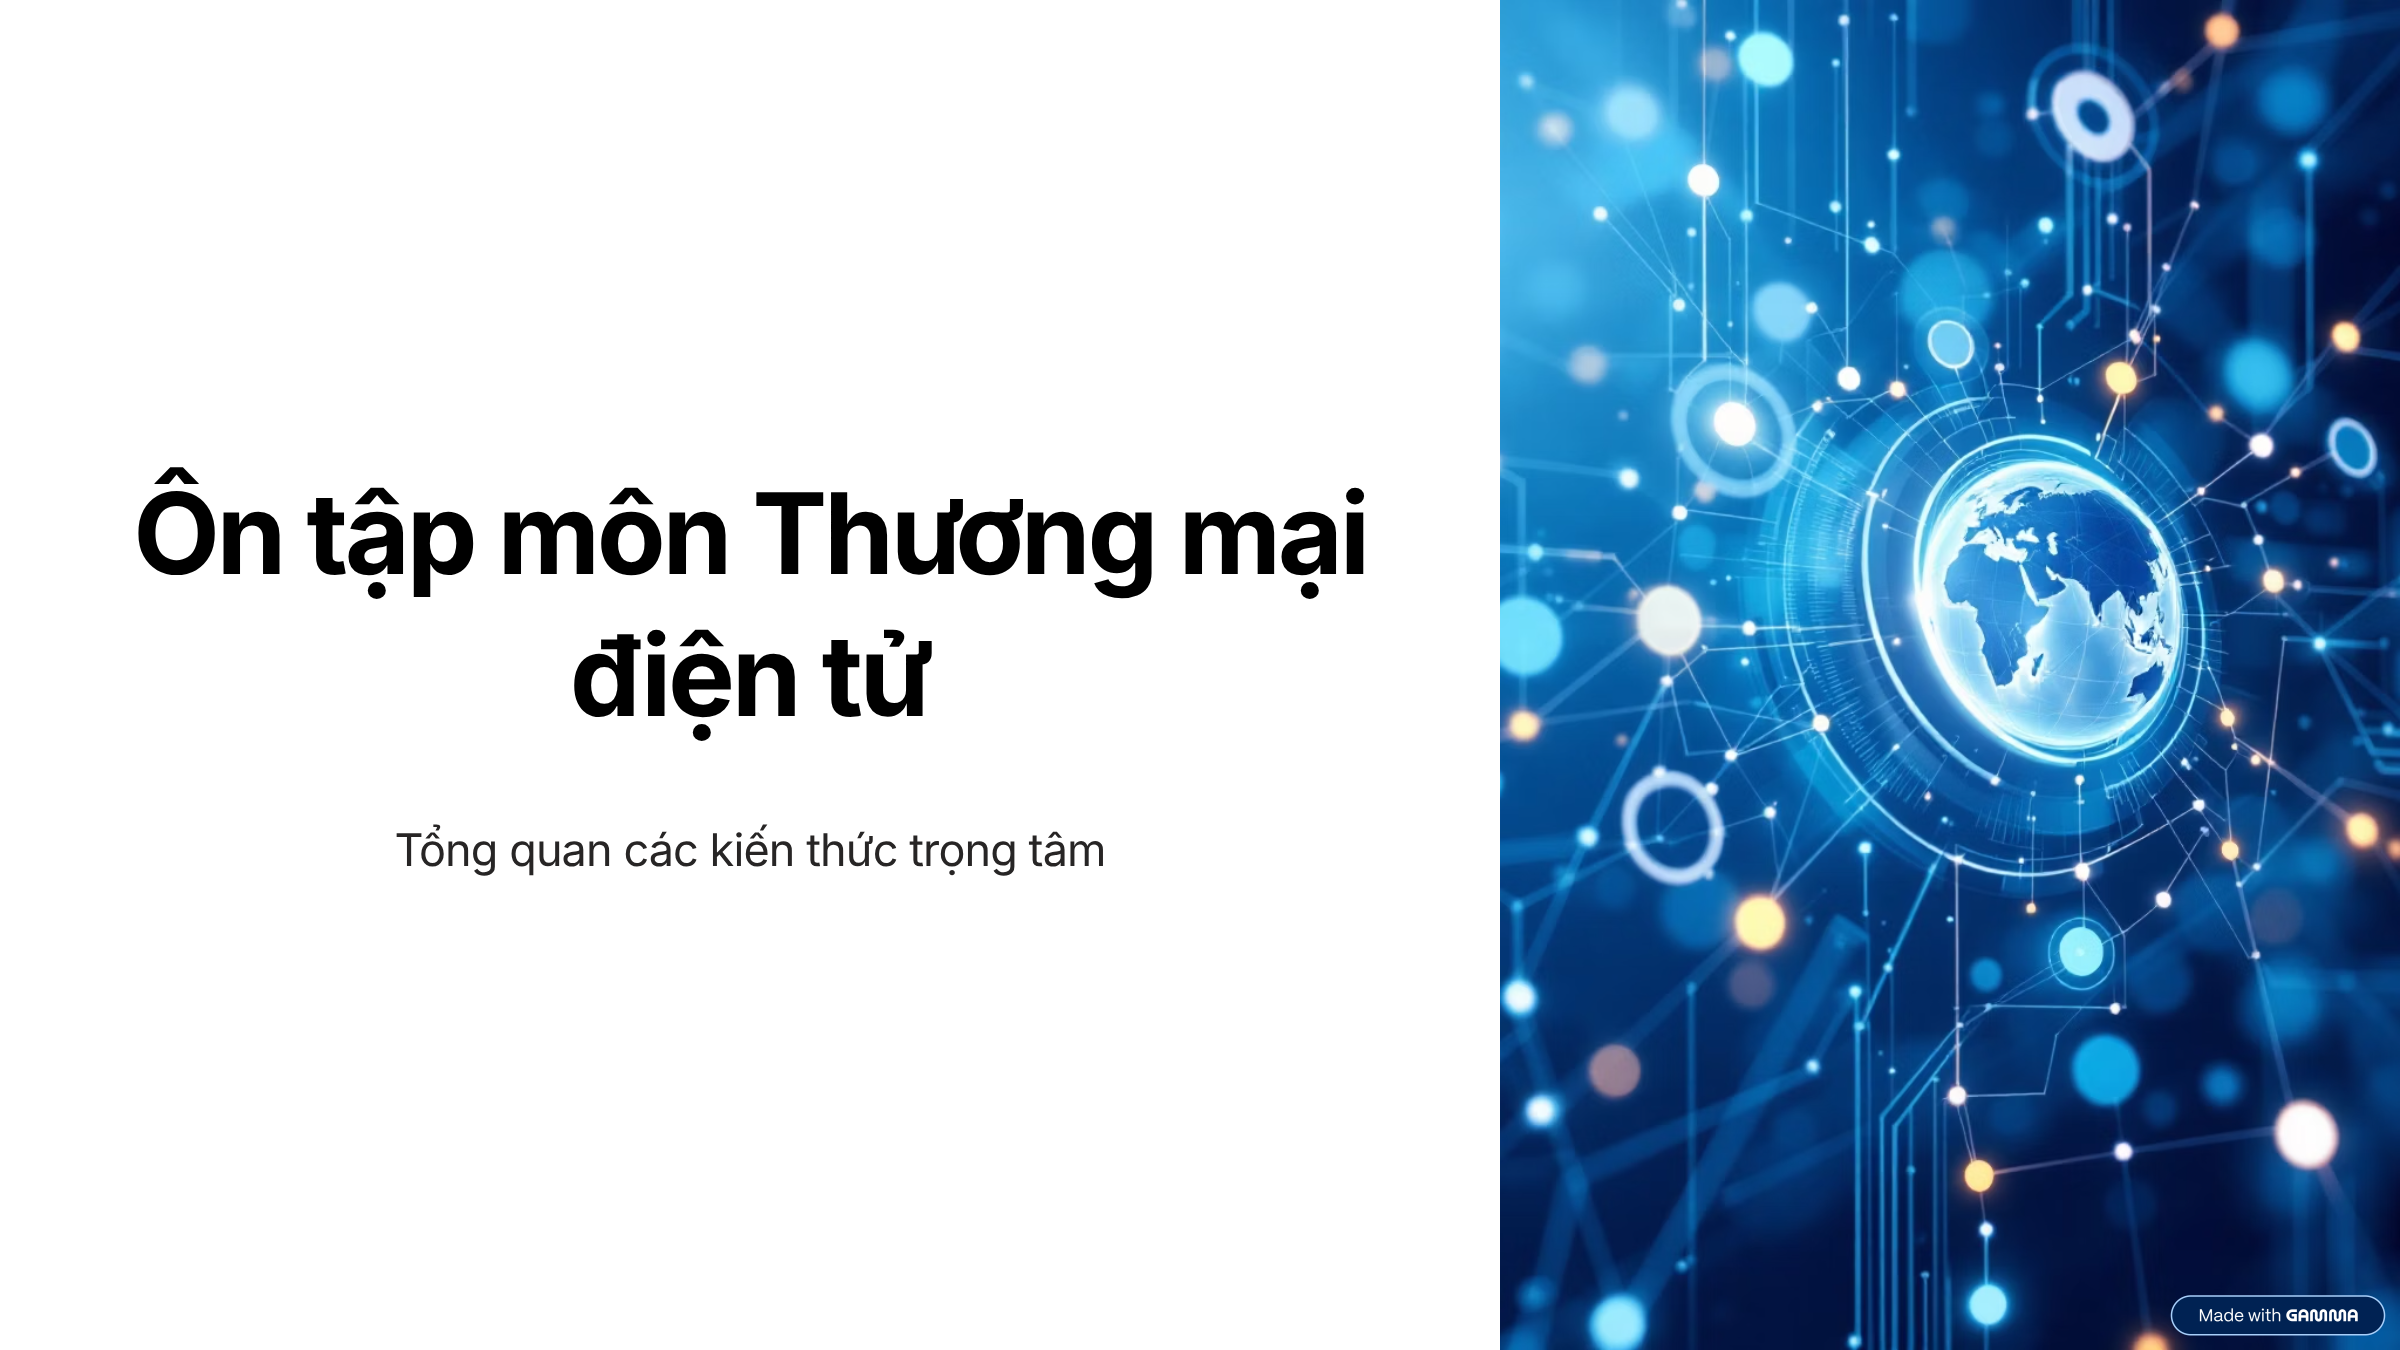 Ôn tập môn Thương mại
điện tử
Tổng quan các kiến thức trọng tâm
Made with GAMMA